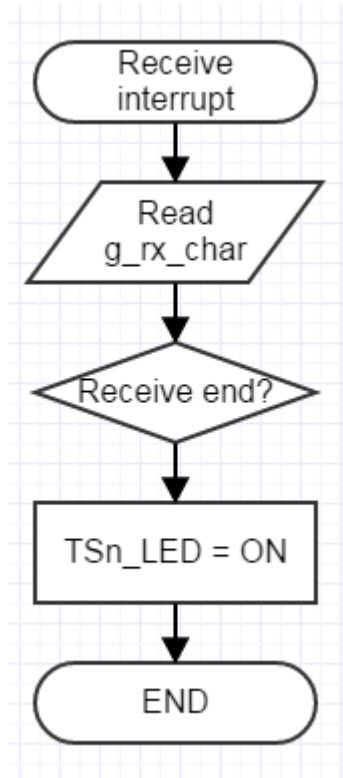 Receive
interrupt
Read
g_rx_char
Receive end?
TSn_LED = ON
END